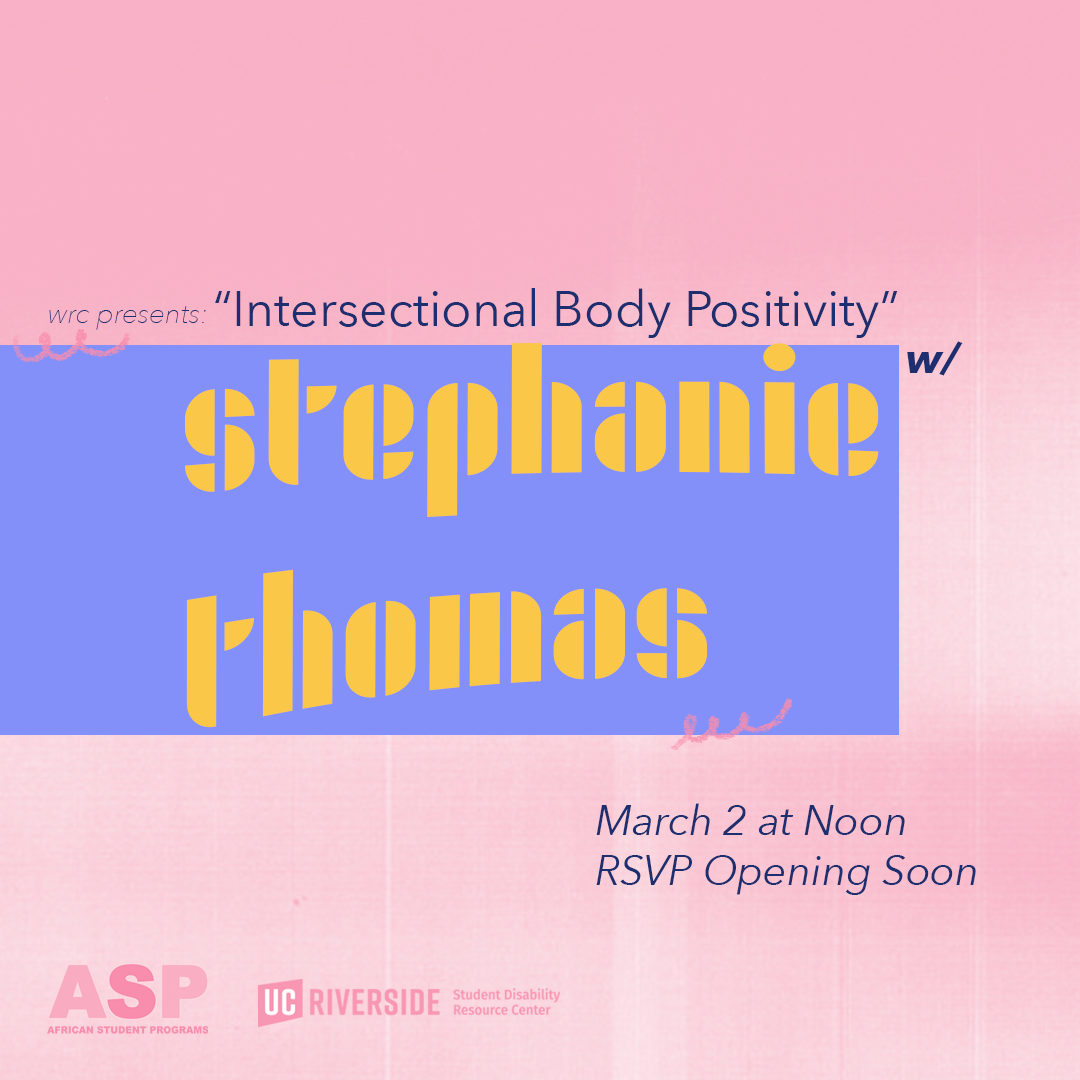 wrc presents: “Intersectional Body Positivity”
w/
stephanie
thomas
March 2 at Noon
RSVP Opening Soon
ASP
AFRICAN STUDENT PROGRAMS
UC RIVERSIDE
Student Disability
Resource Center